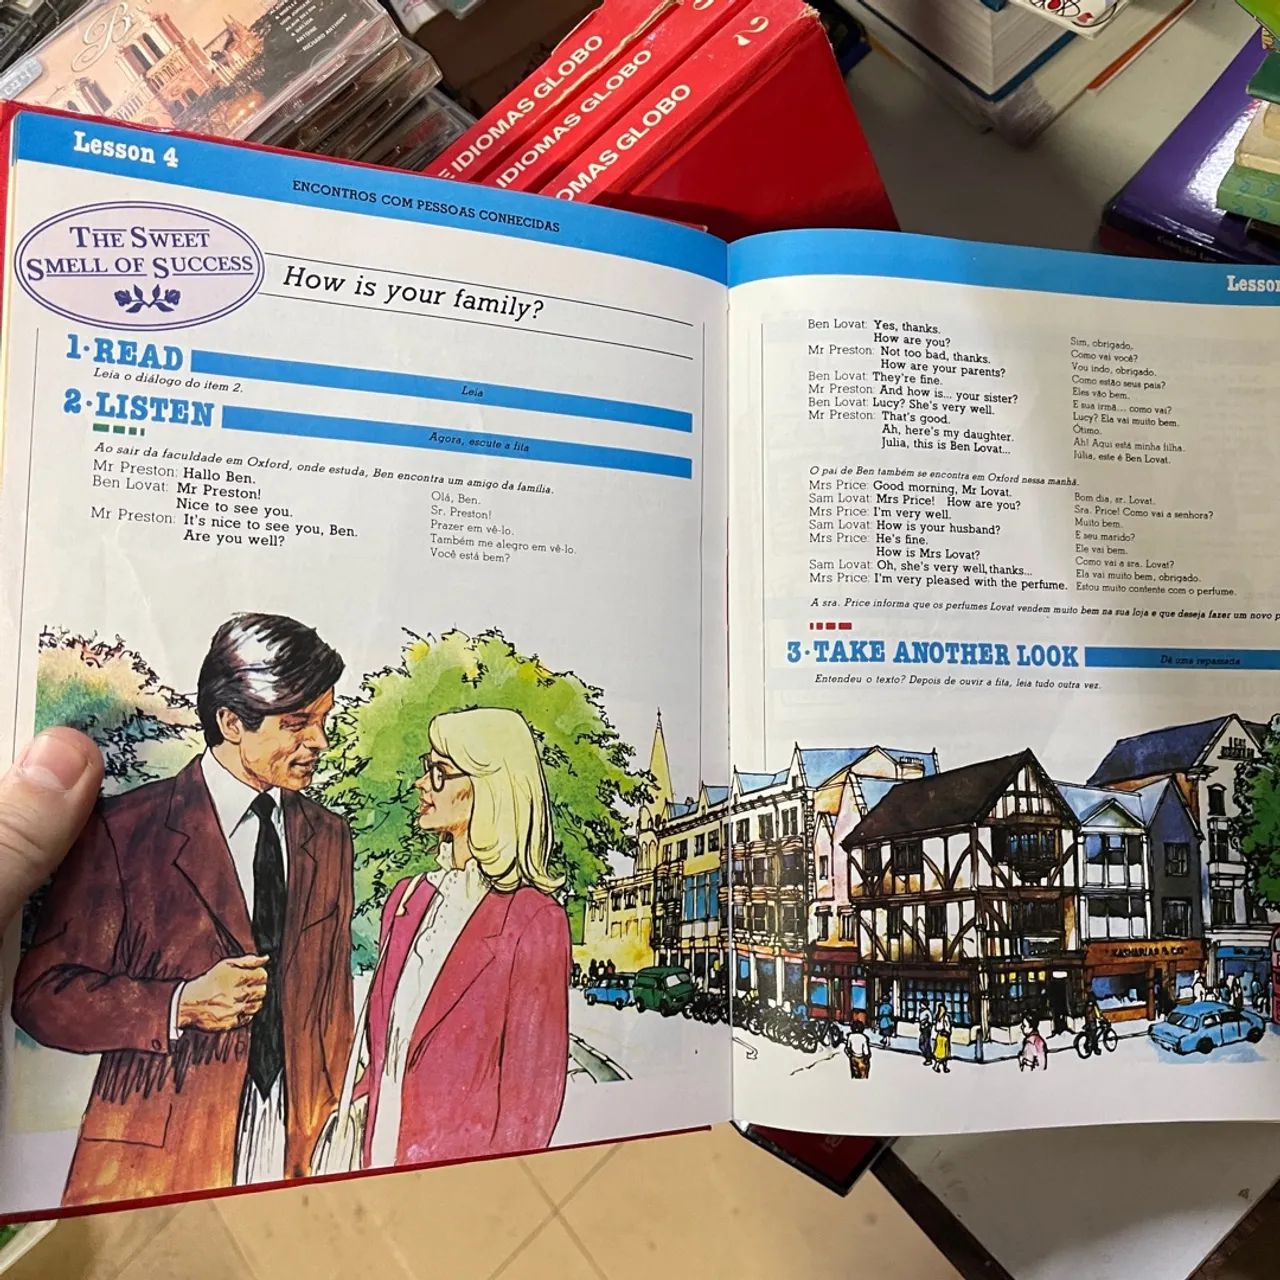 RICHARD ANTHONY
E IDIOMAS GLOBO
IDIOMAS GLOBO
OMAS GLOBO
2
Lesson 4
ENCONTROS COM PESSOAS CONHECIDAS
THE SWEET
SMELL OF SUCCESS
How is your family?
1·READ
Leia
Leia o diálogo do item 2.
2·LISTEN
Agora, escute a fita
Ao sair da faculdade em Oxford, onde estuda, Ben encontra um amigo da família.
Mr Preston: Hallo Ben. Olá, Ben.
Ben Lovat: Mr Preston! Sr. Preston!
Nice to see you. Prazer em vê-lo.
Mr Preston: It's nice to see you, Ben. Também me alegro em vê-lo.
Are you well? Você está bem?
Lesson
Ben Lovat: Yes, thanks. Sim, obrigado.
How are you? Como vai você?
Mr Preston: Not too bad, thanks. Vou indo, obrigado.
How are your parents? Como estão seus pais?
Ben Lovat: They're fine. Eles vão bem.
Mr Preston: And how is... your sister? E sua irmã... como vai?
Ben Lovat: Lucy? She's very well. Lucy? Ela vai muito bem.
Mr Preston: That's good. Ótimo.
Ah, here's my daughter. Ah! Aqui está minha filha.
Julia, this is Ben Lovat... Júlia, este é Ben Lovat.
O pai de Ben também se encontra em Oxford nessa manhã.
Mrs Price: Good morning, Mr Lovat. Bom dia, sr. Lovat.
Sam Lovat: Mrs Price! How are you? Sra. Price! Como vai a senhora?
Mrs Price: I'm very well. Muito bem.
Sam Lovat: How is your husband? E seu marido?
Mrs Price: He's fine. Ele vai bem.
How is Mrs Lovat? Como vai a sra. Lovat?
Sam Lovat: Oh, she's very well, thanks... Ela vai muito bem, obrigado.
Mrs Price: I'm very pleased with the perfume. Estou muito contente com o perfume.
A sra. Price informa que os perfumes Lovat vendem muito bem na sua loja e que deseja fazer um novo p
3·TAKE ANOTHER LOOK
Dê uma repassada
Entendeu o texto? Depois de ouvir a fita, leia tudo outra vez.